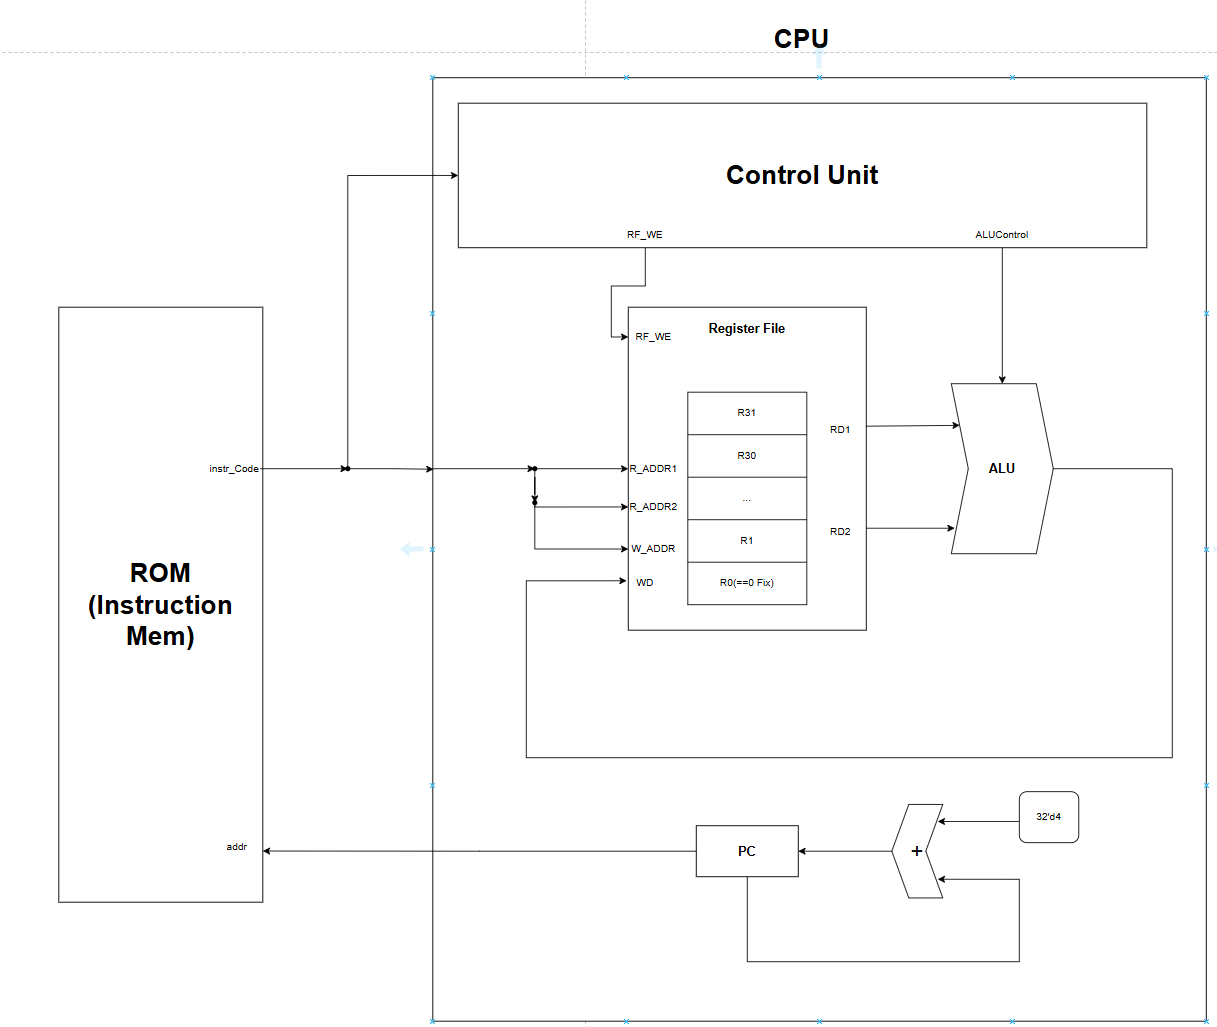 CPU
Control Unit
RF_WE
ALUControl
Register File
RF_WE
R31
RD1
R30
instr_Code
R_ADDR1
ALU
...
R_ADDR2
RD2
R1
W_ADDR
WD
R0(==0 Fix)
ROM
(Instruction
Mem)
32'd4
addr
PC
+